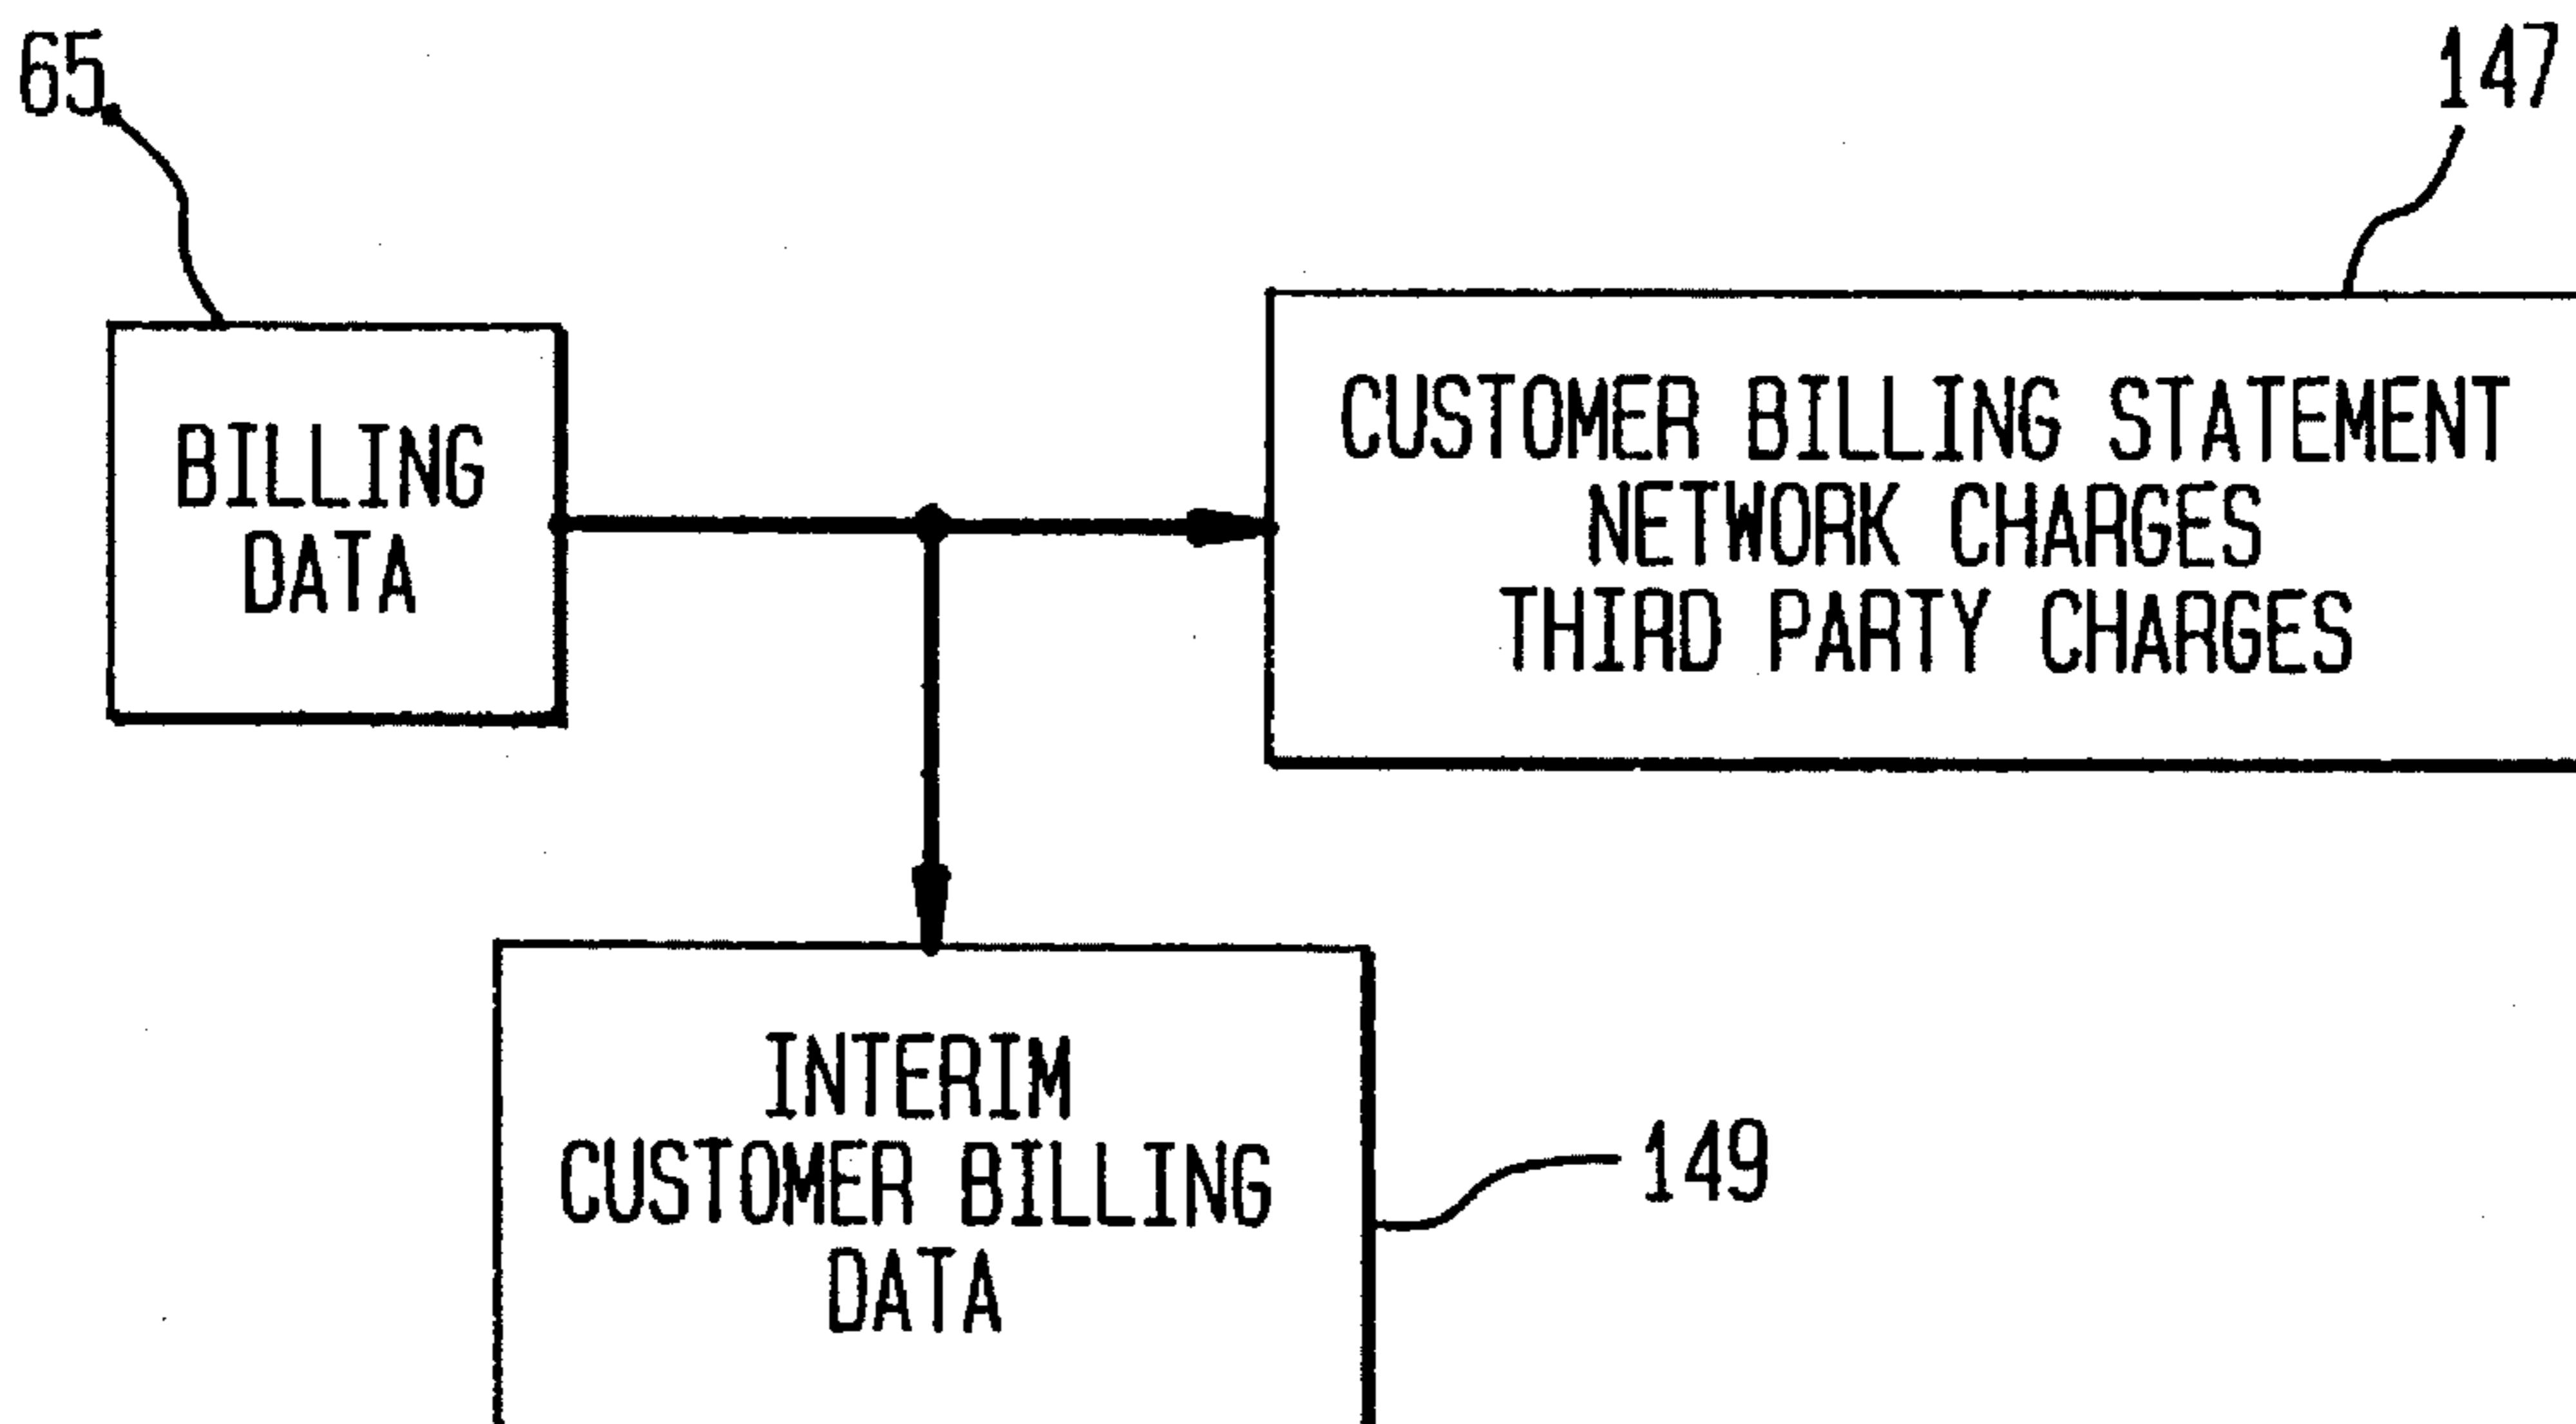 65
147
BILLING
DATA
CUSTOMER BILLING STATEMENT
NETWORK CHARGES
THIRD PARTY CHARGES
INTERIM
CUSTOMER BILLING
DATA
149